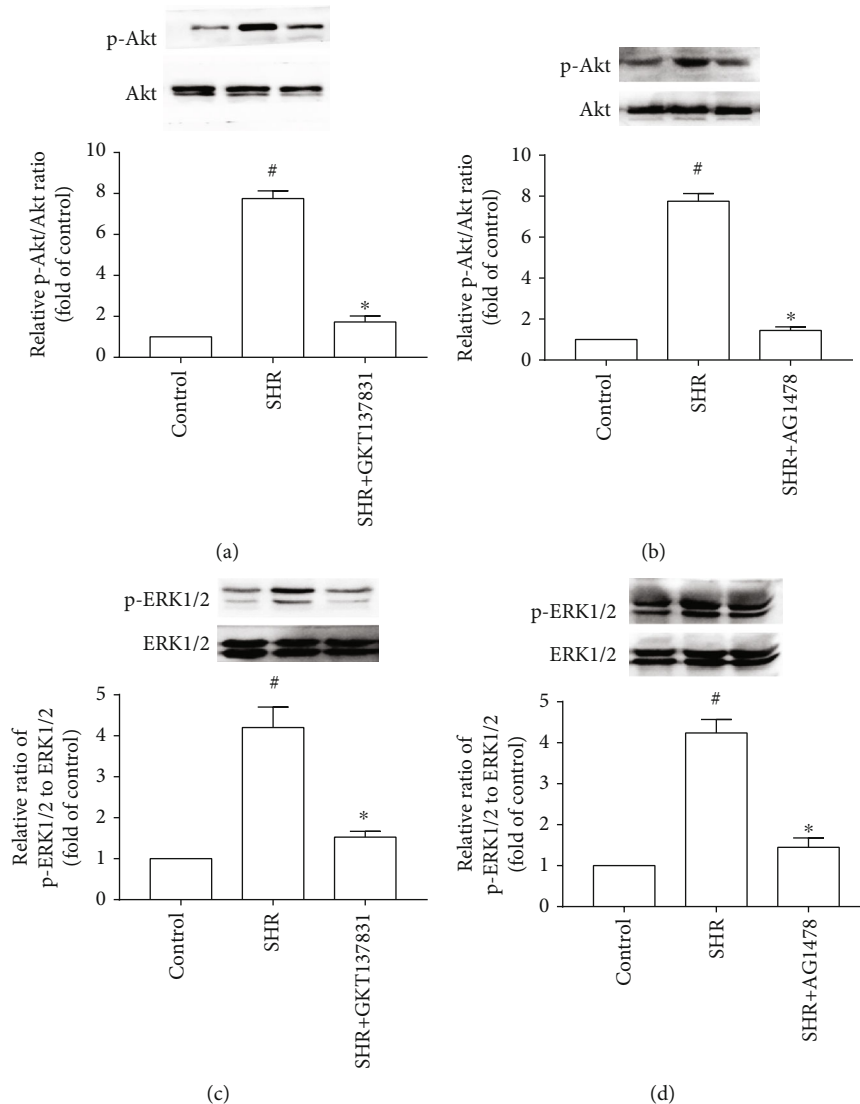 p-Akt
Akt
Relative p-Akt/Akt ratio
(fold of control)
10
8
6
4
2
0
#
*
Control
SHR
SHR+GKT137831
(a)
p-Akt
Akt
Relative p-Akt/Akt ratio
(fold of control)
10
8
6
4
2
0
#
*
Control
SHR
SHR+AG1478
(b)
p-ERK1/2
ERK1/2
Relative ratio of
p-ERK1/2 to ERK1/2
(fold of control)
5
4
3
2
1
0
#
*
Control
SHR
SHR+GKT137831
(c)
p-ERK1/2
ERK1/2
Relative ratio of
p-ERK1/2 to ERK1/2
(fold of control)
5
4
3
2
1
0
#
*
Control
SHR
SHR+AG1478
(d)